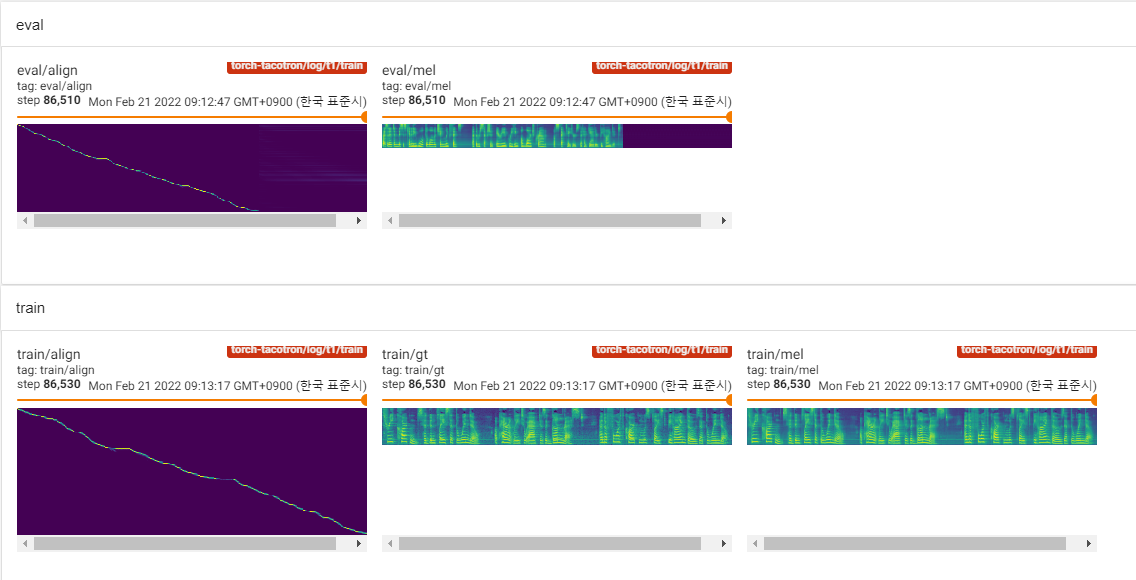 eval
eval/align
torch-tacotron/log/t1/train
tag: eval/align
step 86,510 Mon Feb 21 2022 09:12:47 GMT+0900 (한국 표준시)
eval/mel
torch-tacotron/log/t1/train
tag: eval/mel
step 86,510 Mon Feb 21 2022 09:12:47 GMT+0900 (한국 표준시)
train
train/align
torch-tacotron/log/t1/train
tag: train/align
step 86,530 Mon Feb 21 2022 09:13:17 GMT+0900 (한국 표준시)
train/gt
torch-tacotron/log/t1/train
tag: train/gt
step 86,530 Mon Feb 21 2022 09:13:17 GMT+0900 (한국 표준시)
train/mel
torch-tacotron/log/t1/train
tag: train/mel
step 86,530 Mon Feb 21 2022 09:13:17 GMT+0900 (한국 표준시)